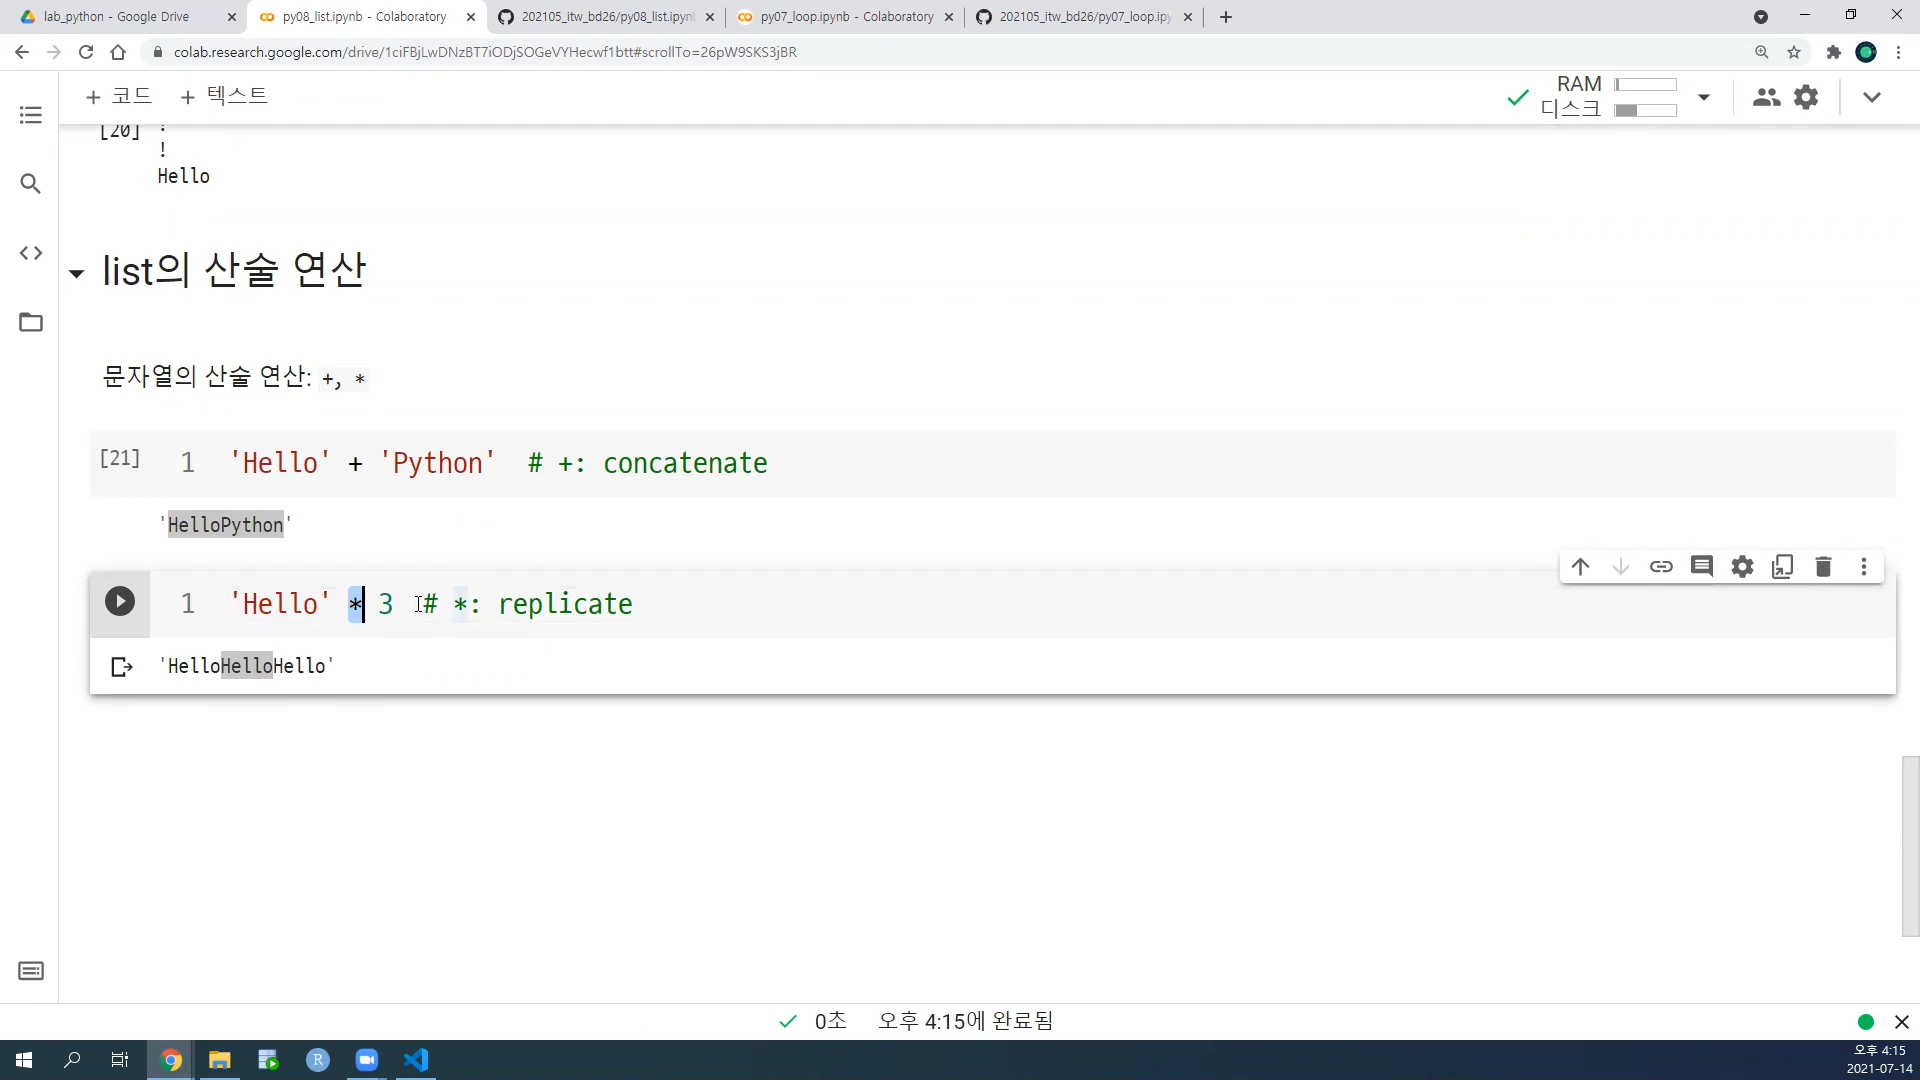 lab_python - Google Drive
py08_list.ipynb - Colaboratory
202105_itw_bd26/py08_list.ipyn
py07_loop.ipynb - Colaboratory
202105_itw_bd26/py07_loop.ipy
colab.research.google.com/drive/1ciFBjLwDNzBT7iODjSOGeVYHecwf1btt#scrollTo=26pW9SKS3jBR
+ 코드 + 텍스트
RAM
디스크
[20] !
!
Hello
list의 산술 연산
문자열의 산술 연산: +, *
[21] 1 'Hello' + 'Python' # +: concatenate
'HelloPython'
1 'Hello' * 3 # *: replicate
'HelloHelloHello'
0초 오후 4:15에 완료됨
오후 4:15
2021-07-14